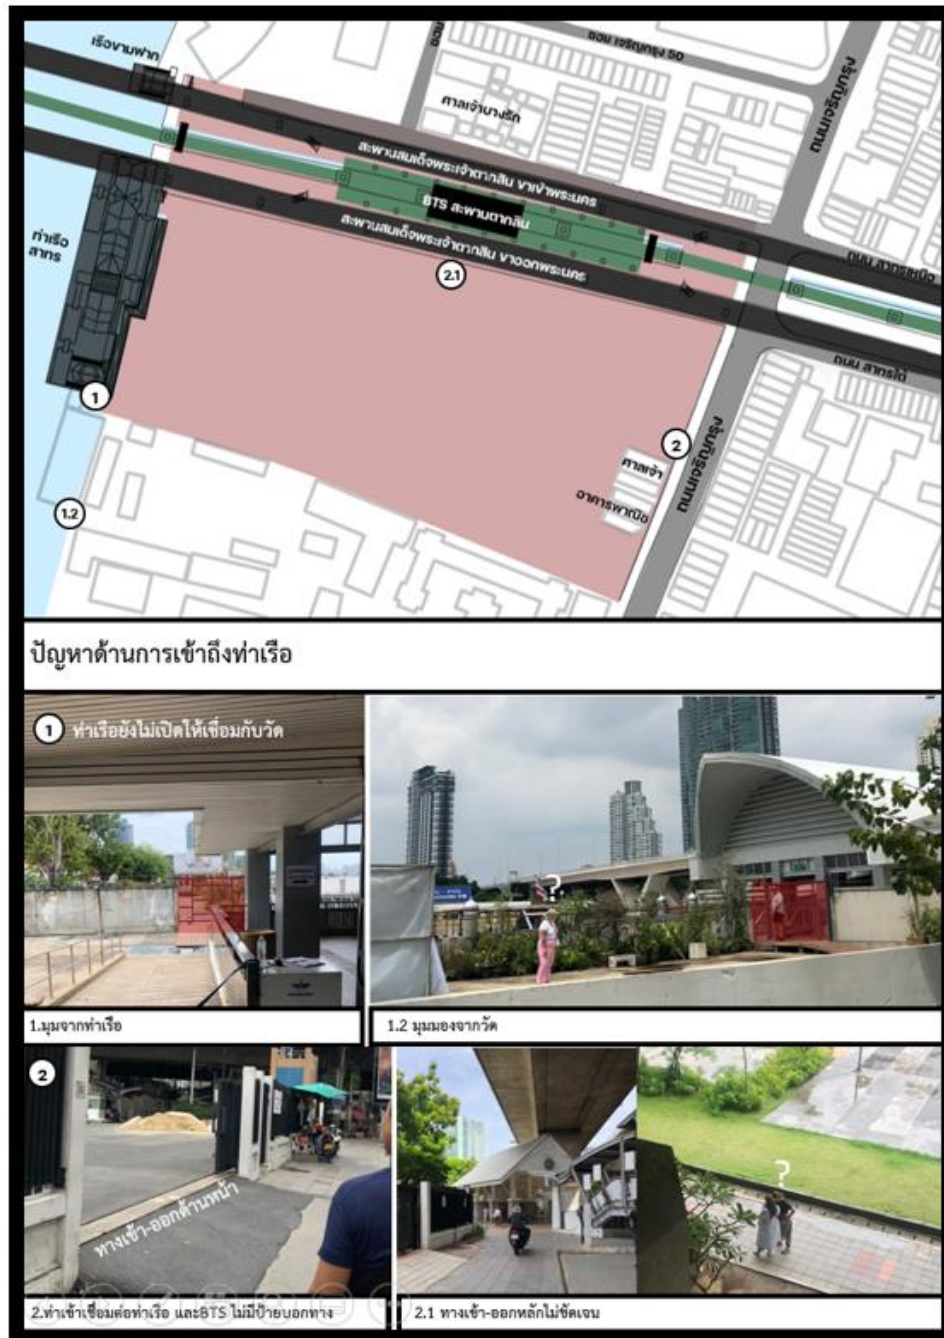 เรือข้ามฟาก
ซอย เจริญกรุง 50
ถนนเจริญกรุง
ศาลเจ้าบางรัก
สะพานสมเด็จพระเจ้าตากสิน ขาเข้าพระนคร
BTS สะพานตากสิน
สะพานสมเด็จพระเจ้าตากสิน ขาออกพระนคร
ท่าเรือ
สาทร
ถนน สาทรเหนือ
2.1
ถนน สาทรใต้
1
2
ถนนเจริญกรุง
ศาลเจ้า
อาคารพาณิช
1.2
ปัญหาด้านการเข้าถึงท่าเรือ
1 ท่าเรือยังไม่เปิดให้เชื่อมกับวัด
?
1.มุมจากท่าเรือ
1.2 มุมมองจากวัด
2
ทางเข้า-ออกด้านหน้า
?
2.ท่าเข้าเชื่อมต่อท่าเรือ และBTS ไม่มีป้ายบอกทาง
2.1 ทางเข้า-ออกหลักไม่ชัดเจน